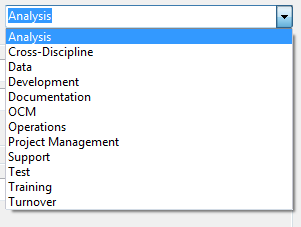 Analysis
Analysis
Cross-Discipline
Data
Development
Documentation
OCM
Operations
Project Management
Support
Test
Training
Turnover